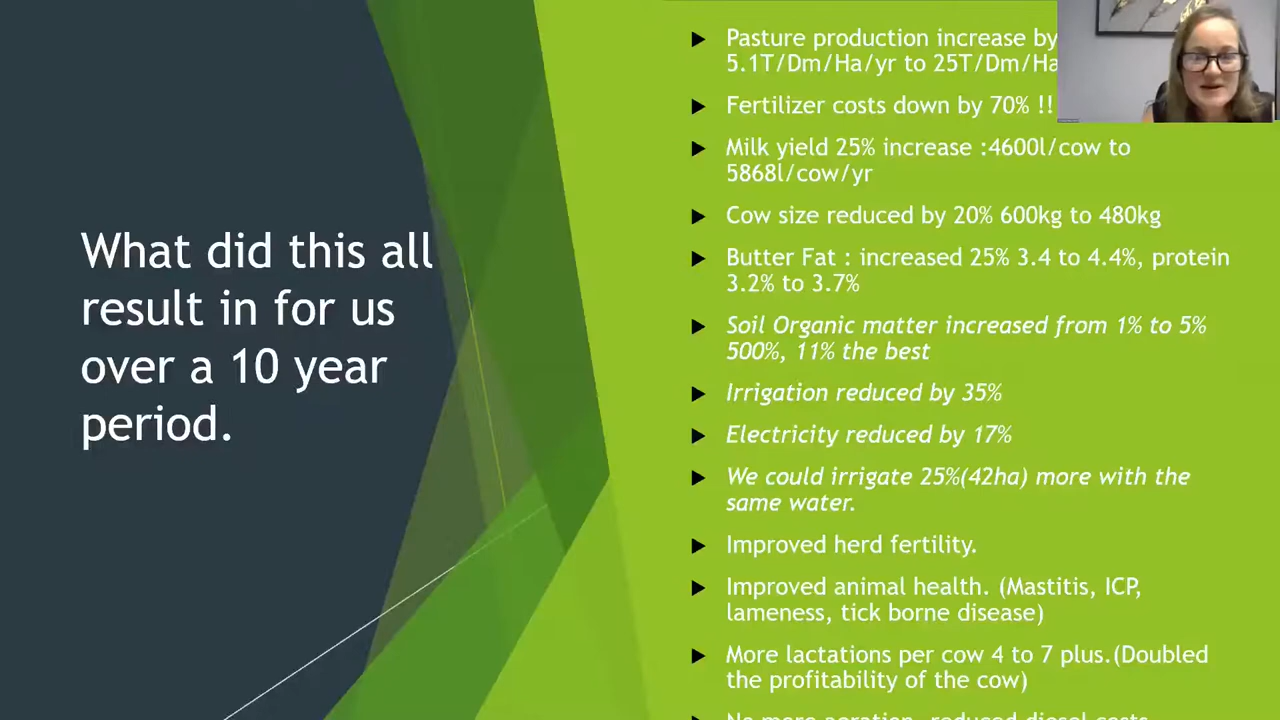 What did this all
result in for us
over a 10 year
period.
Pasture production increase by
5.1T/Dm/Ha/yr to 25T/Dm/Ha
Fertilizer costs down by 70% !!
Milk yield 25% increase :4600l/cow to
5868l/cow/yr
Cow size reduced by 20% 600kg to 480kg
Butter Fat : increased 25% 3.4 to 4.4%, protein
3.2% to 3.7%
Soil Organic matter increased from 1% to 5%
500%, 11% the best
Irrigation reduced by 35%
Electricity reduced by 17%
We could irrigate 25%(42ha) more with the
same water.
Improved herd fertility.
Improved animal health. (Mastitis, ICP,
lameness, tick borne disease)
More lactations per cow 4 to 7 plus.(Doubled
the profitability of the cow)
No more aeration, reduced diesel costs